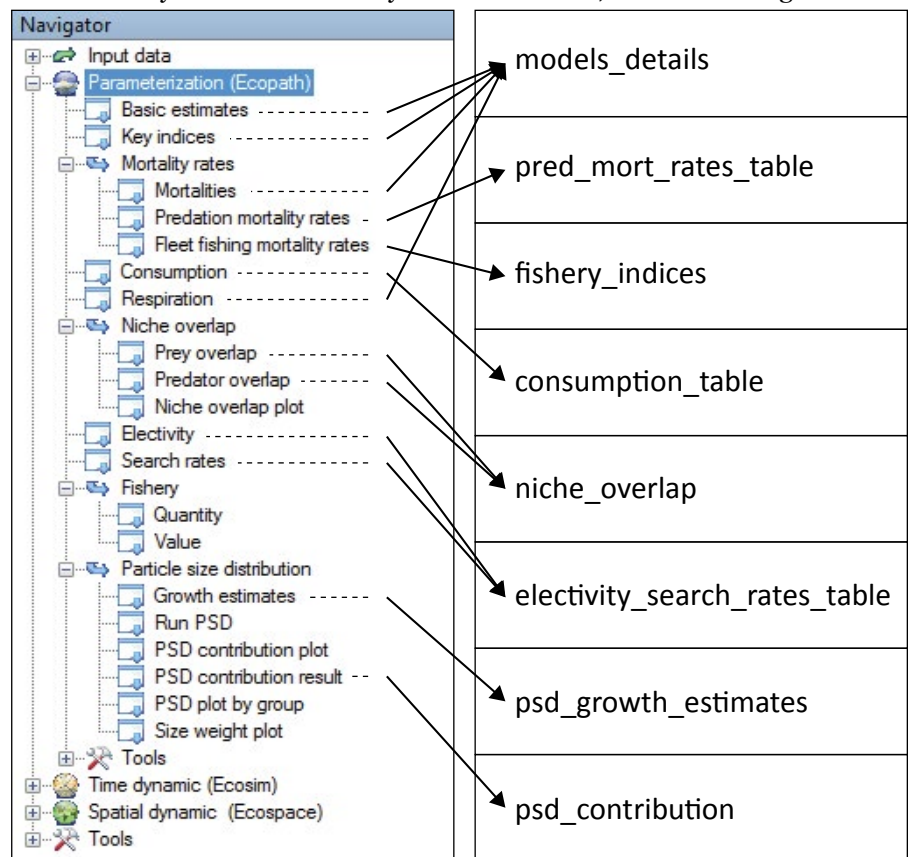 Navigator
Input data
Parameterization (Ecopath)
Basic estimates
Key indices
Mortality rates
Mortalities
Predation mortality rates
Fleet fishing mortality rates
Consumption
Respiration
Niche overlap
Prey overlap
Predator overlap
Niche overlap plot
Electivity
Search rates
Fishery
Quantity
Value
Particle size distribution
Growth estimates
Run PSD
PSD contribution plot
PSD contribution result
PSD plot by group
Size weight plot
Tools
Time dynamic (Ecosim)
Spatial dynamic (Ecospace)
Tools
models_details
pred_mort_rates_table
fishery_indices
consumption_table
niche_overlap
electivity_search_rates_table
psd_growth_estimates
psd_contribution